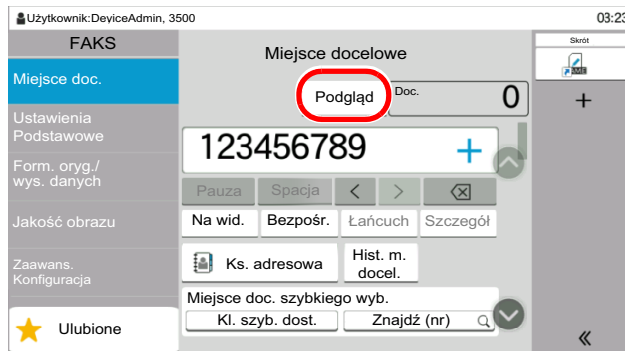 Użytkownik:DeviceAdmin, 3500
03:23
FAKS
Miejsce doc.
Ustawienia
Podstawowe
Form. oryg./
wys. danych
Jakość obrazu
Zaawans.
Konfiguracja
Ulubione
Miejsce docelowe
Podgląd
Doc.
0
123456789
+
Pauza
Spacja
<
>
Na wid.
Bezpośr.
Łańcuch
Szczegół
Ks. adresowa
Hist. m.
docel.
Miejsce doc. szybkiego wyb.
Kl. szyb. dost.
Znajdź (nr)
Skrót
+
«